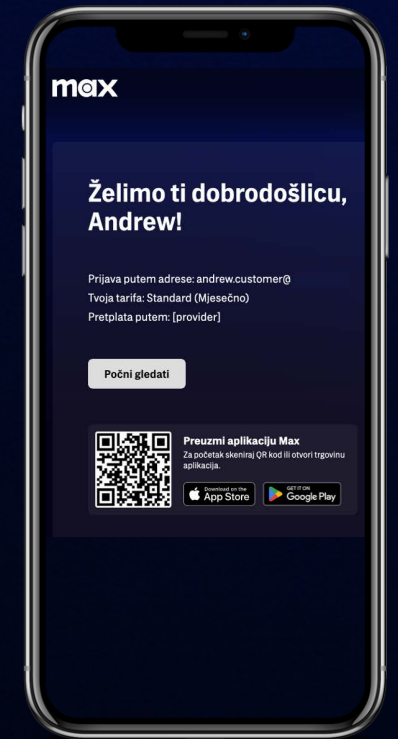 max
Želimo ti dobrodošlicu,
Andrew!
Prijava putem adrese: andrew.customer@
Tvoja tarifa: Standard (Mjesečno)
Pretplata putem: [provider]
Počni gledati
Preuzmi aplikaciju Max
Za početak skeniraj QR kod ili otvori trgovinu
aplikacija.
Download on the
App Store
GET IT ON
Google Play